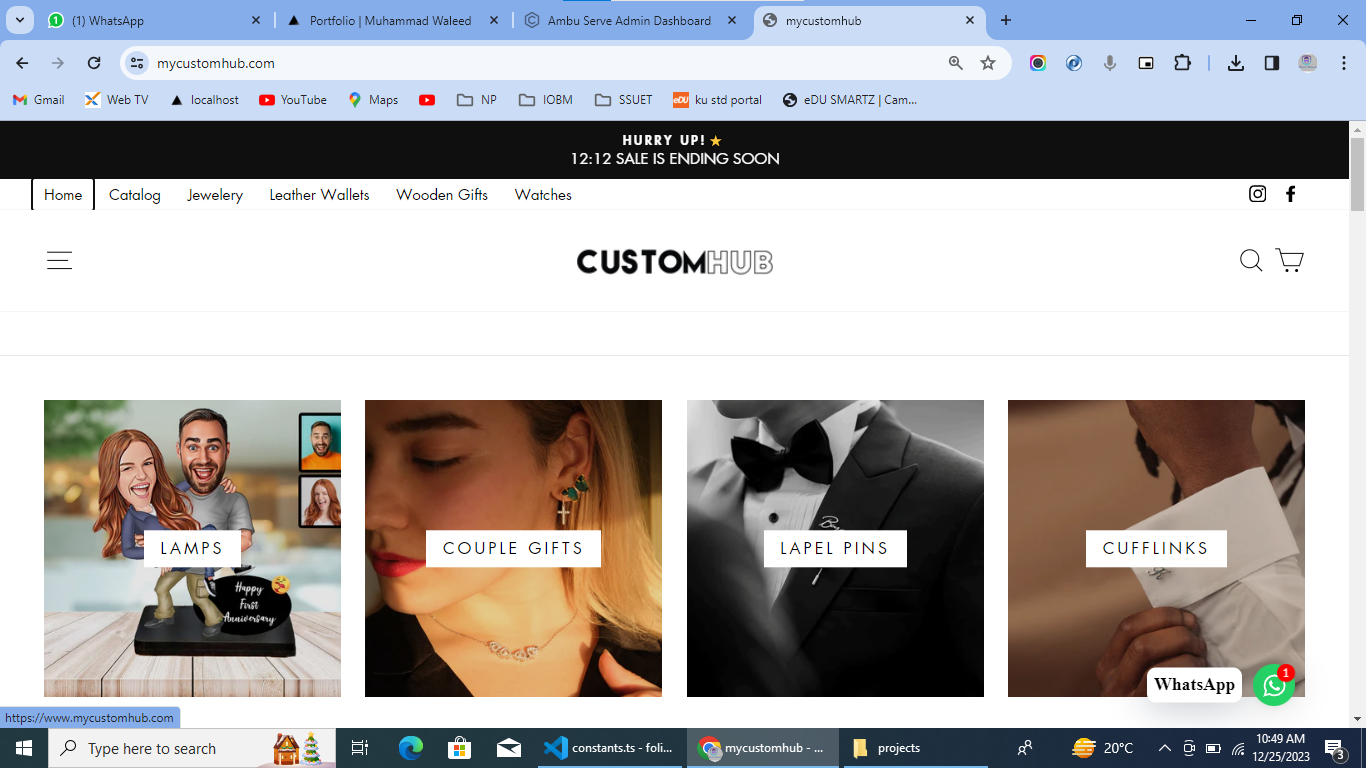 (1) WhatsApp
Portfolio | Muhammad Waleed
Ambu Serve Admin Dashboard
mycustomhub
mycustomhub.com
Gmail
Web TV
localhost
YouTube
Maps
NP
IOBM
SSUET
eDU
ku std portal
eDU SMARTZ | Cam...
HURRY UP!
12:12 SALE IS ENDING SOON
Home
Catalog
Jewelery
Leather Wallets
Wooden Gifts
Watches
CUSTOMHUB
LAMPS
COUPLE GIFTS
LAPEL PINS
CUFFLINKS
Happy
First
Anniversary
WhatsApp
1
https://www.mycustomhub.com
Type here to search
constants.ts - foli...
mycustomhub - ...
projects
20°C
10:49 AM
12/25/2023
3